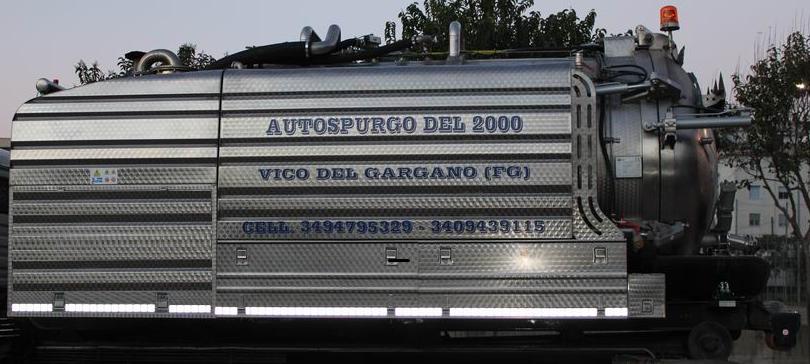 AUTOSPURGO DEL 2000
VICO DEL GARGANO (FG)
CELL. 3494795329 - 3409439115